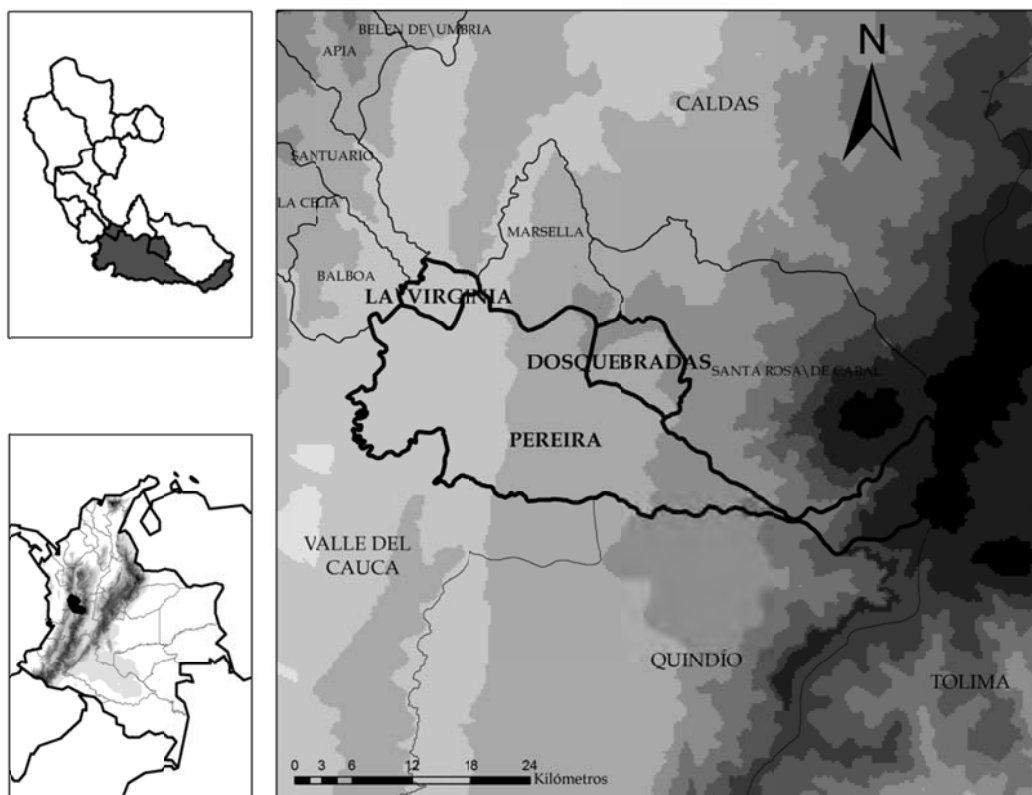 BELEN DE\UMBRIA
APIA
N
CALDAS
SANTUARIO
LA CELIA
MARSELLA
BALBOA
LA\VIRGINIA
DOSQUEBRADAS
SANTA ROSA\DE CABAL
PEREIRA
VALLE DEL
CAUCA
QUINDÍO
TOLIMA
0 3 6 12 18 24
Kilómetros